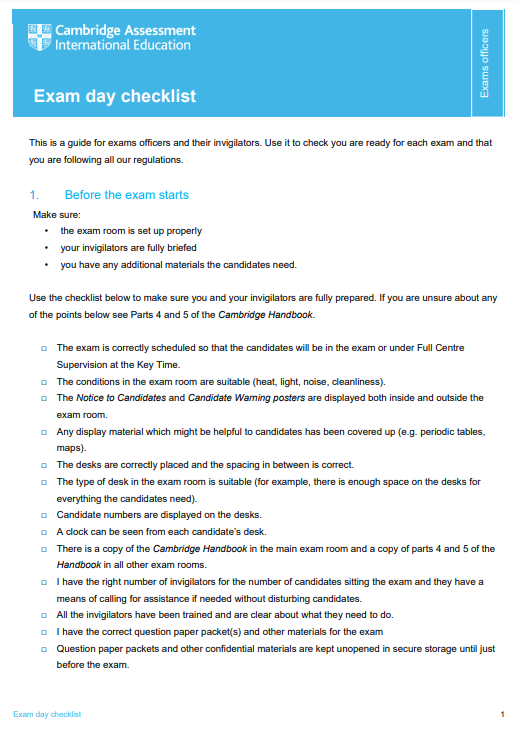 Cambridge Assessment
International Education
Exams officers
Exam day checklist
This is a guide for exams officers and their invigilators. Use it to check you are ready for each exam and that
you are following all our regulations.
1. Before the exam starts
Make sure:
• the exam room is set up properly
• your invigilators are fully briefed
• you have any additional materials the candidates need.
Use the checklist below to make sure you and your invigilators are fully prepared. If you are unsure about any
of the points below see Parts 4 and 5 of the Cambridge Handbook.
□ The exam is correctly scheduled so that the candidates will be in the exam or under Full Centre
Supervision at the Key Time.
□ The conditions in the exam room are suitable (heat, light, noise, cleanliness).
□ The Notice to Candidates and Candidate Warning posters are displayed both inside and outside the
exam room.
□ Any display material which might be helpful to candidates has been covered up (e.g. periodic tables,
maps).
□ The desks are correctly placed and the spacing in between is correct.
□ The type of desk in the exam room is suitable (for example, there is enough space on the desks for
everything the candidates need).
□ Candidate numbers are displayed on the desks.
□ A clock can be seen from each candidate's desk.
□ There is a copy of the Cambridge Handbook in the main exam room and a copy of parts 4 and 5 of the
Handbook in all other exam rooms.
□ I have the right number of invigilators for the number of candidates sitting the exam and they have a
means of calling for assistance if needed without disturbing candidates.
□ All the invigilators have been trained and are clear about what they need to do.
□ I have the correct question paper packet(s) and other materials for the exam
□ Question paper packets and other confidential materials are kept unopened in secure storage until just
before the exam.
Exam day checklist 1